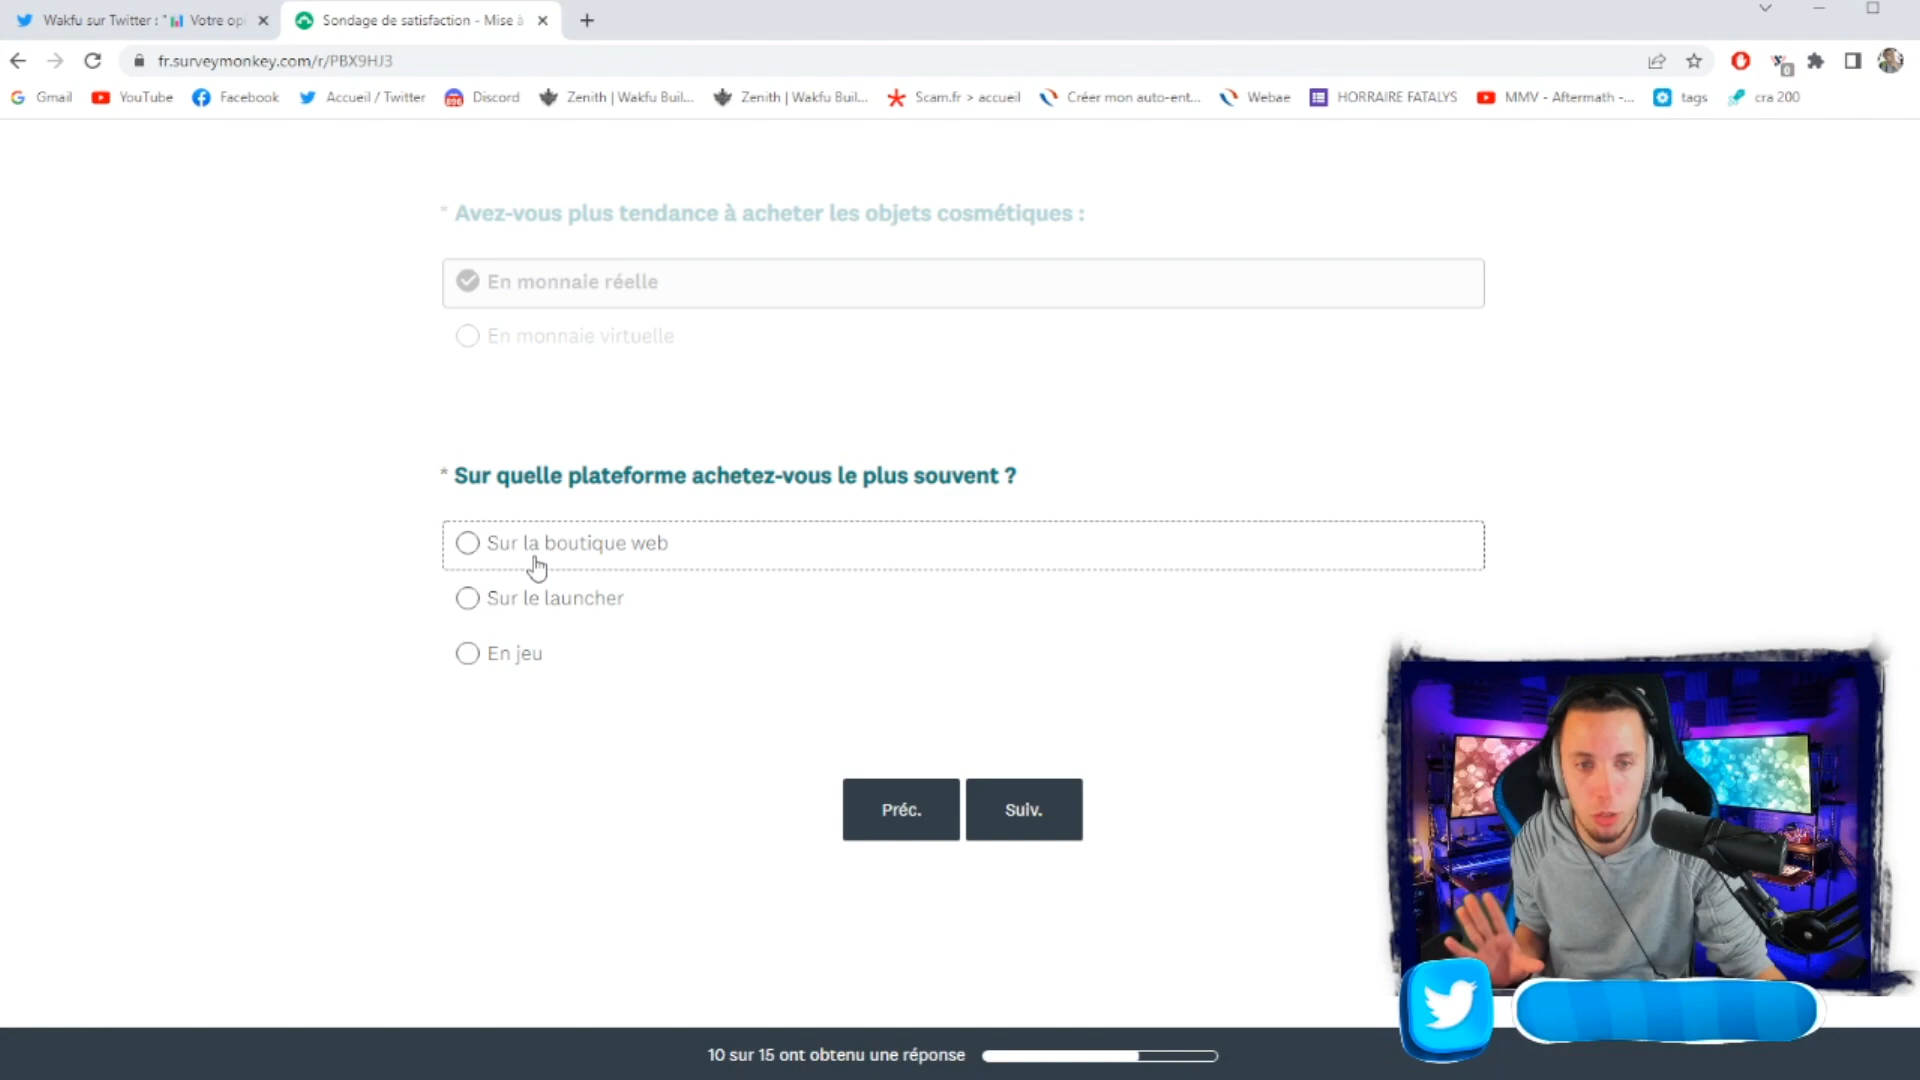 Wakfu sur Twitter : " Votre opi
Sondage de satisfaction - Mise à
fr.surveymonkey.com/r/PBX9HJ3
0
Gmail
YouTube
Facebook
Accueil / Twitter
Discord
Zenith | Wakfu Buil...
Zenith | Wakfu Buil...
Scam.fr > accueil
Créer mon auto-ent...
Webae
HORRAIRE FATALYS
MMV - Aftermath -...
tags
cra 200
* Avez-vous plus tendance à acheter les objets cosmétiques :
En monnaie réelle
En monnaie virtuelle
* Sur quelle plateforme achetez-vous le plus souvent ?
Sur la boutique web
Sur le launcher
En jeu
Préc.
Suiv.
10 sur 15 ont obtenu une réponse